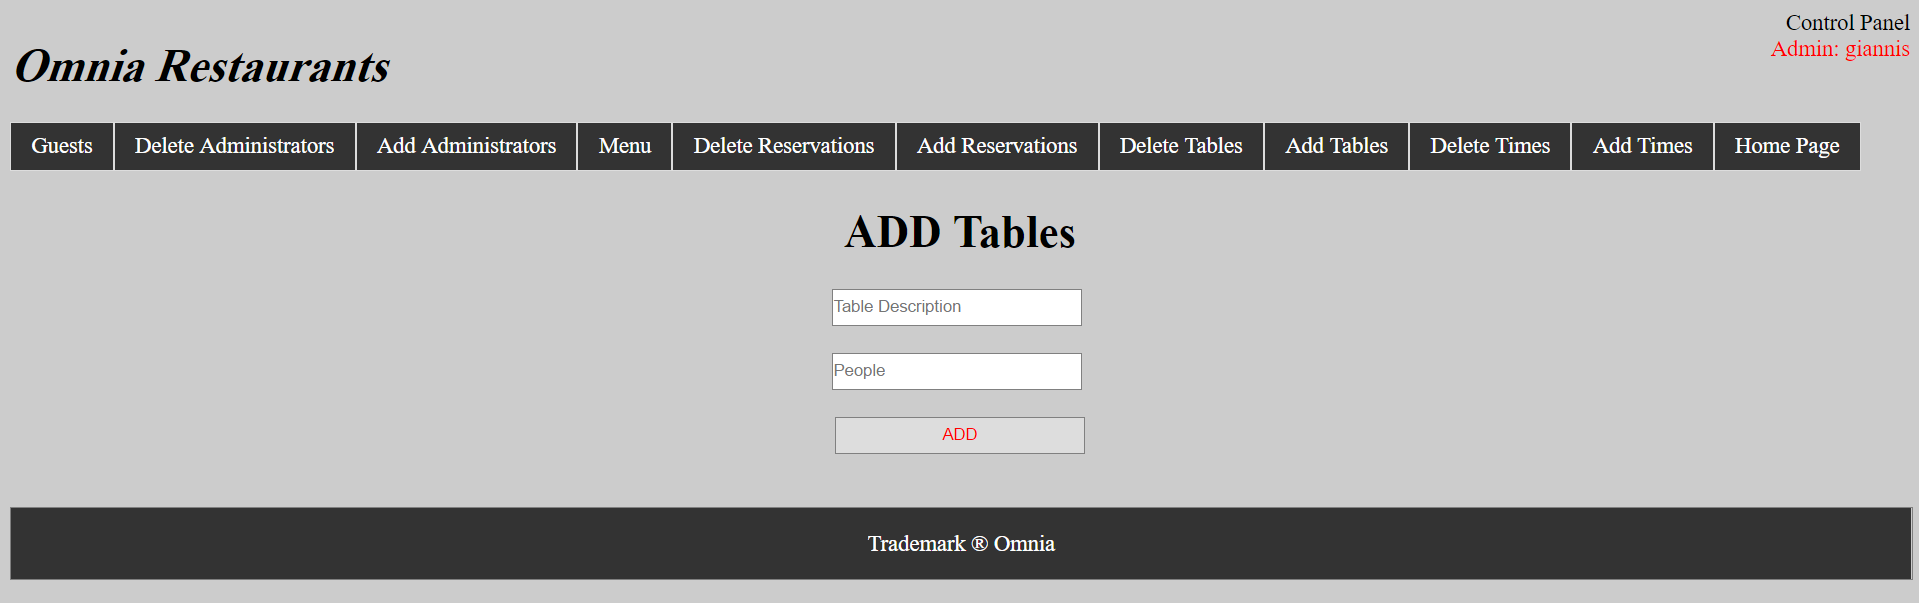 Control Panel
Admin: giannis
Omnia Restaurants
Guests Delete Administrators Add Administrators Menu Delete Reservations Add Reservations Delete Tables Add Tables Delete Times Add Times Home Page
ADD Tables
Table Description
People
ADD
Trademark ® Omnia